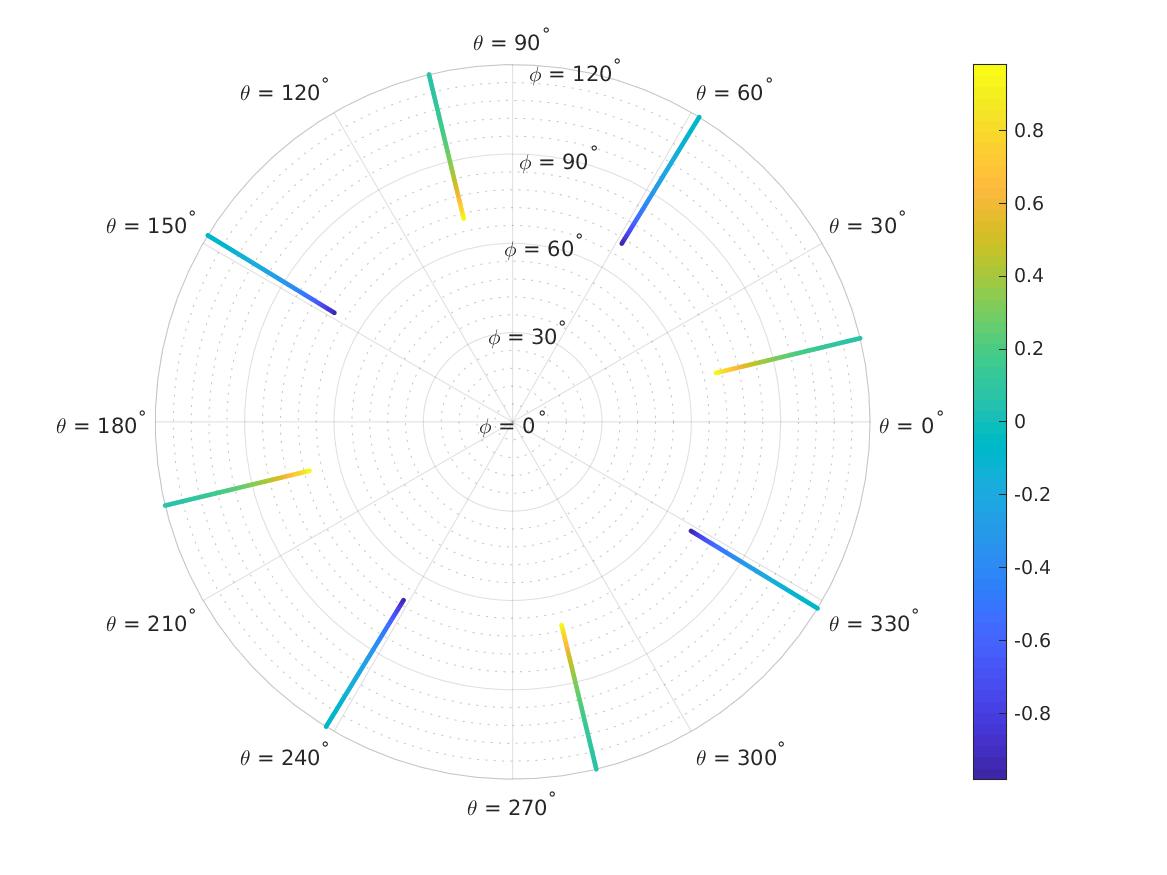 θ = 90°
ϕ = 120°
θ = 120°
θ = 60°
0.8
ϕ = 90°
0.6
θ = 150°
θ = 30°
ϕ = 60°
0.4
ϕ = 30°
0.2
θ = 180°
ϕ = 0°
θ = 0°
0
-0.2
-0.4
θ = 210°
θ = 330°
-0.6
-0.8
θ = 240°
θ = 300°
θ = 270°